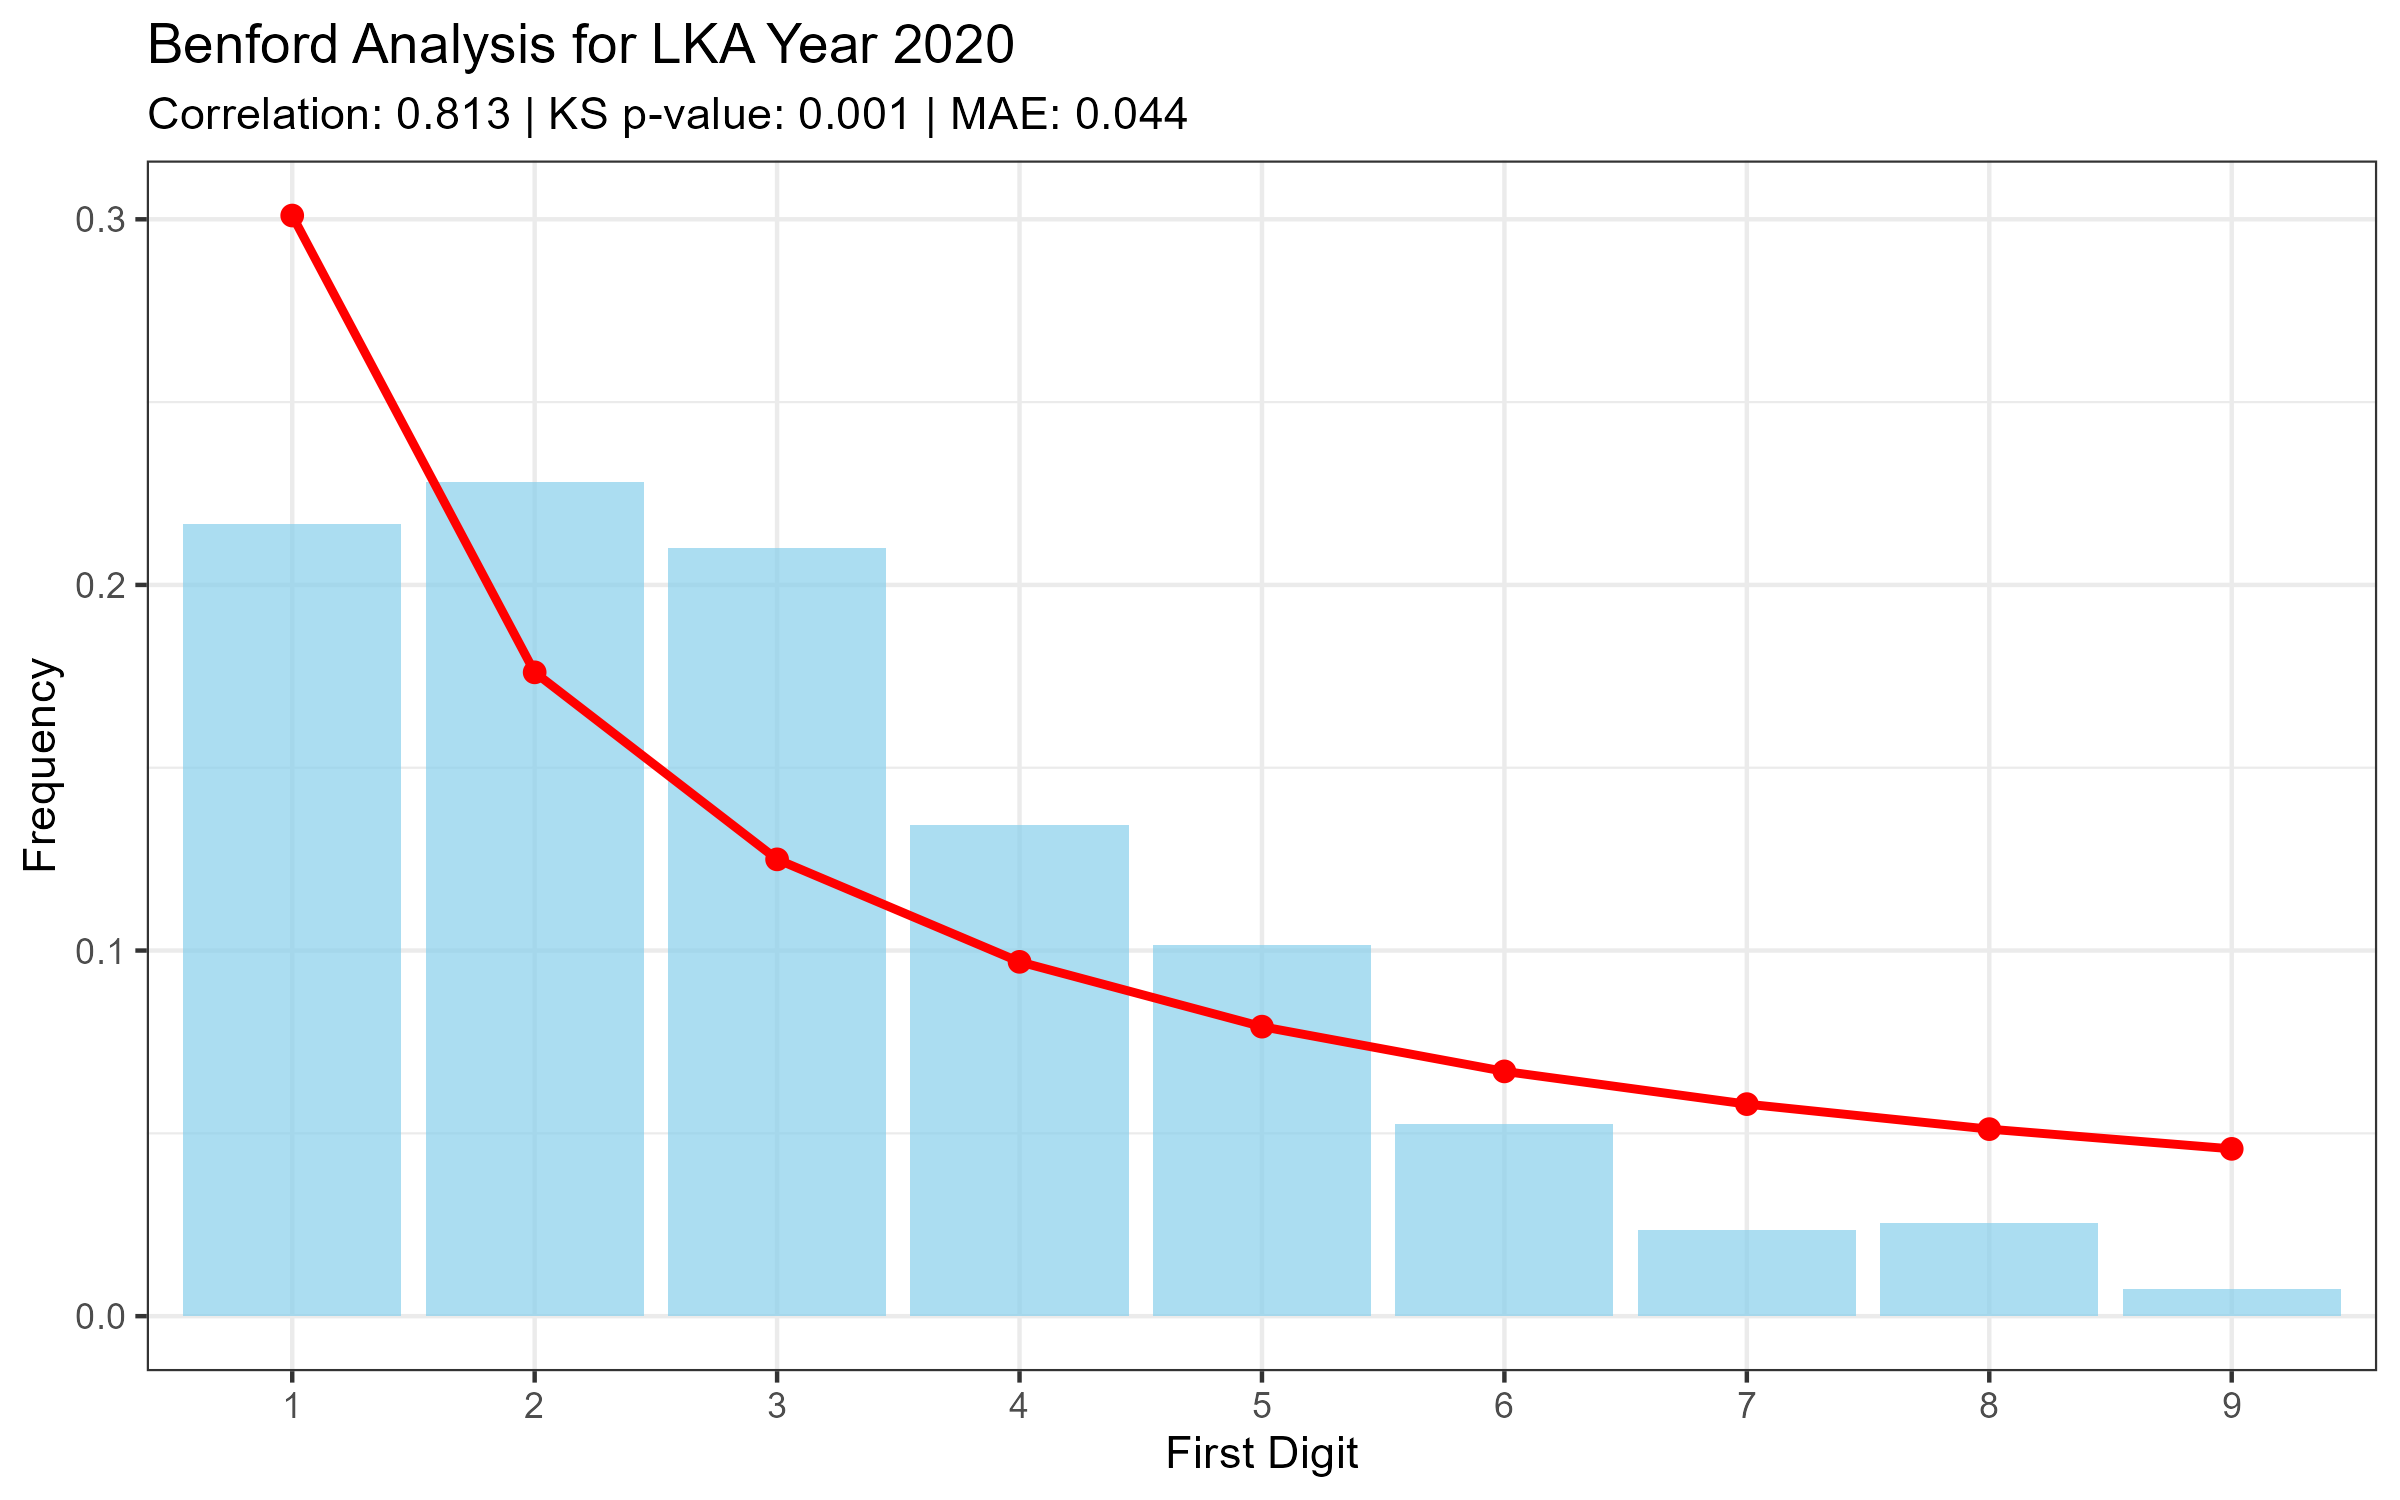 Benford Analysis for LKA Year 2020
Correlation: 0.813 | KS p-value: 0.001 | MAE: 0.044
0.3
0.2
0.1
0.0
Frequency
1 2 3 4 5 6 7 8 9
First Digit